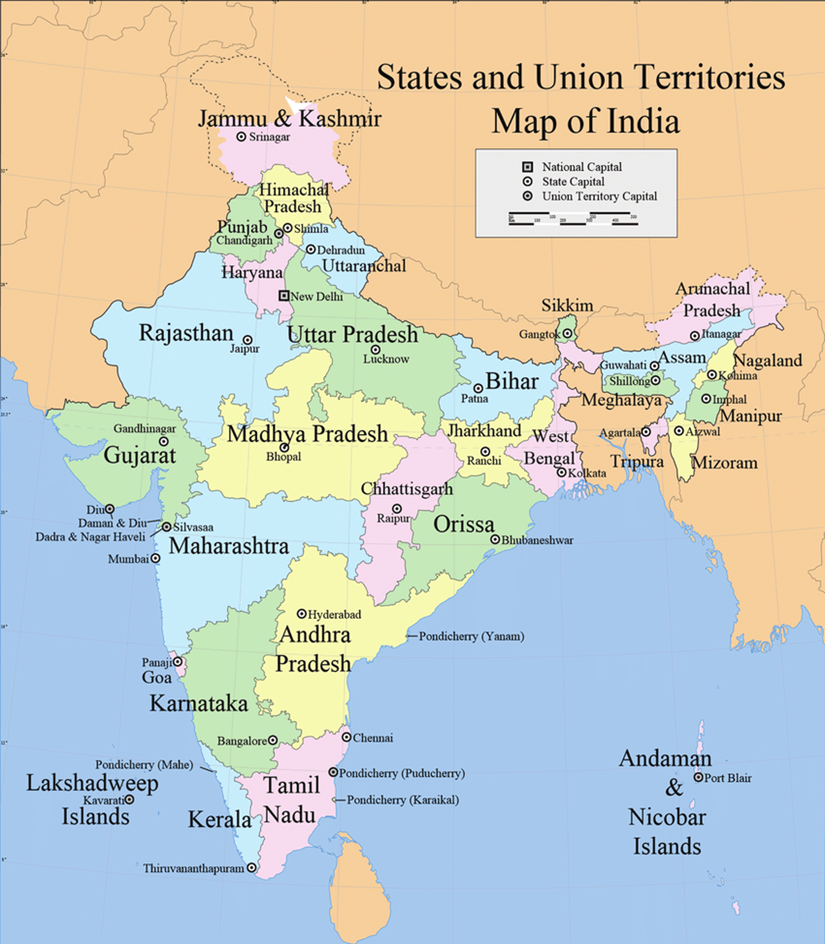 States and Union Territories
Map of India
National Capital
State Capital
Union Territory Capital
Jammu & Kashmir
Srinagar
Himachal
Pradesh
Punjab
Shimla
Chandigarh
Dehradun
Uttaranchal
Haryana
New Delhi
Arunachal
Pradesh
Sikkim
Gangtok
Itanagar
Rajasthan
Jaipur
Uttar Pradesh
Lucknow
Bihar
Patna
Guwahati
Assam
Nagaland
Shillong
Kohima
Meghalaya
Imphal
Manipur
Gandhinagar
Gujarat
Madhya Pradesh
Bhopal
Jharkhand
Ranchi
West
Bengal
Kolkata
Agartala
Aizwal
Tripura
Mizoram
Chhattisgarh
Raipur
Orissa
Bhubaneshwar
Diu
Daman & Diu
Silvasaa
Dadra & Nagar Haveli
Maharashtra
Mumbai
Hyderabad
Andhra
Pradesh
Pondicherry (Yanam)
Panaji
Goa
Karnataka
Bangalore
Chennai
Pondicherry (Mahe)
Pondicherry (Puducherry)
Lakshadweep
Kavarati
Islands
Tamil
Nadu
Pondicherry (Karaikal)
Kerala
Thiruvananthapuram
Andaman
&
Port Blair
Nicobar
Islands